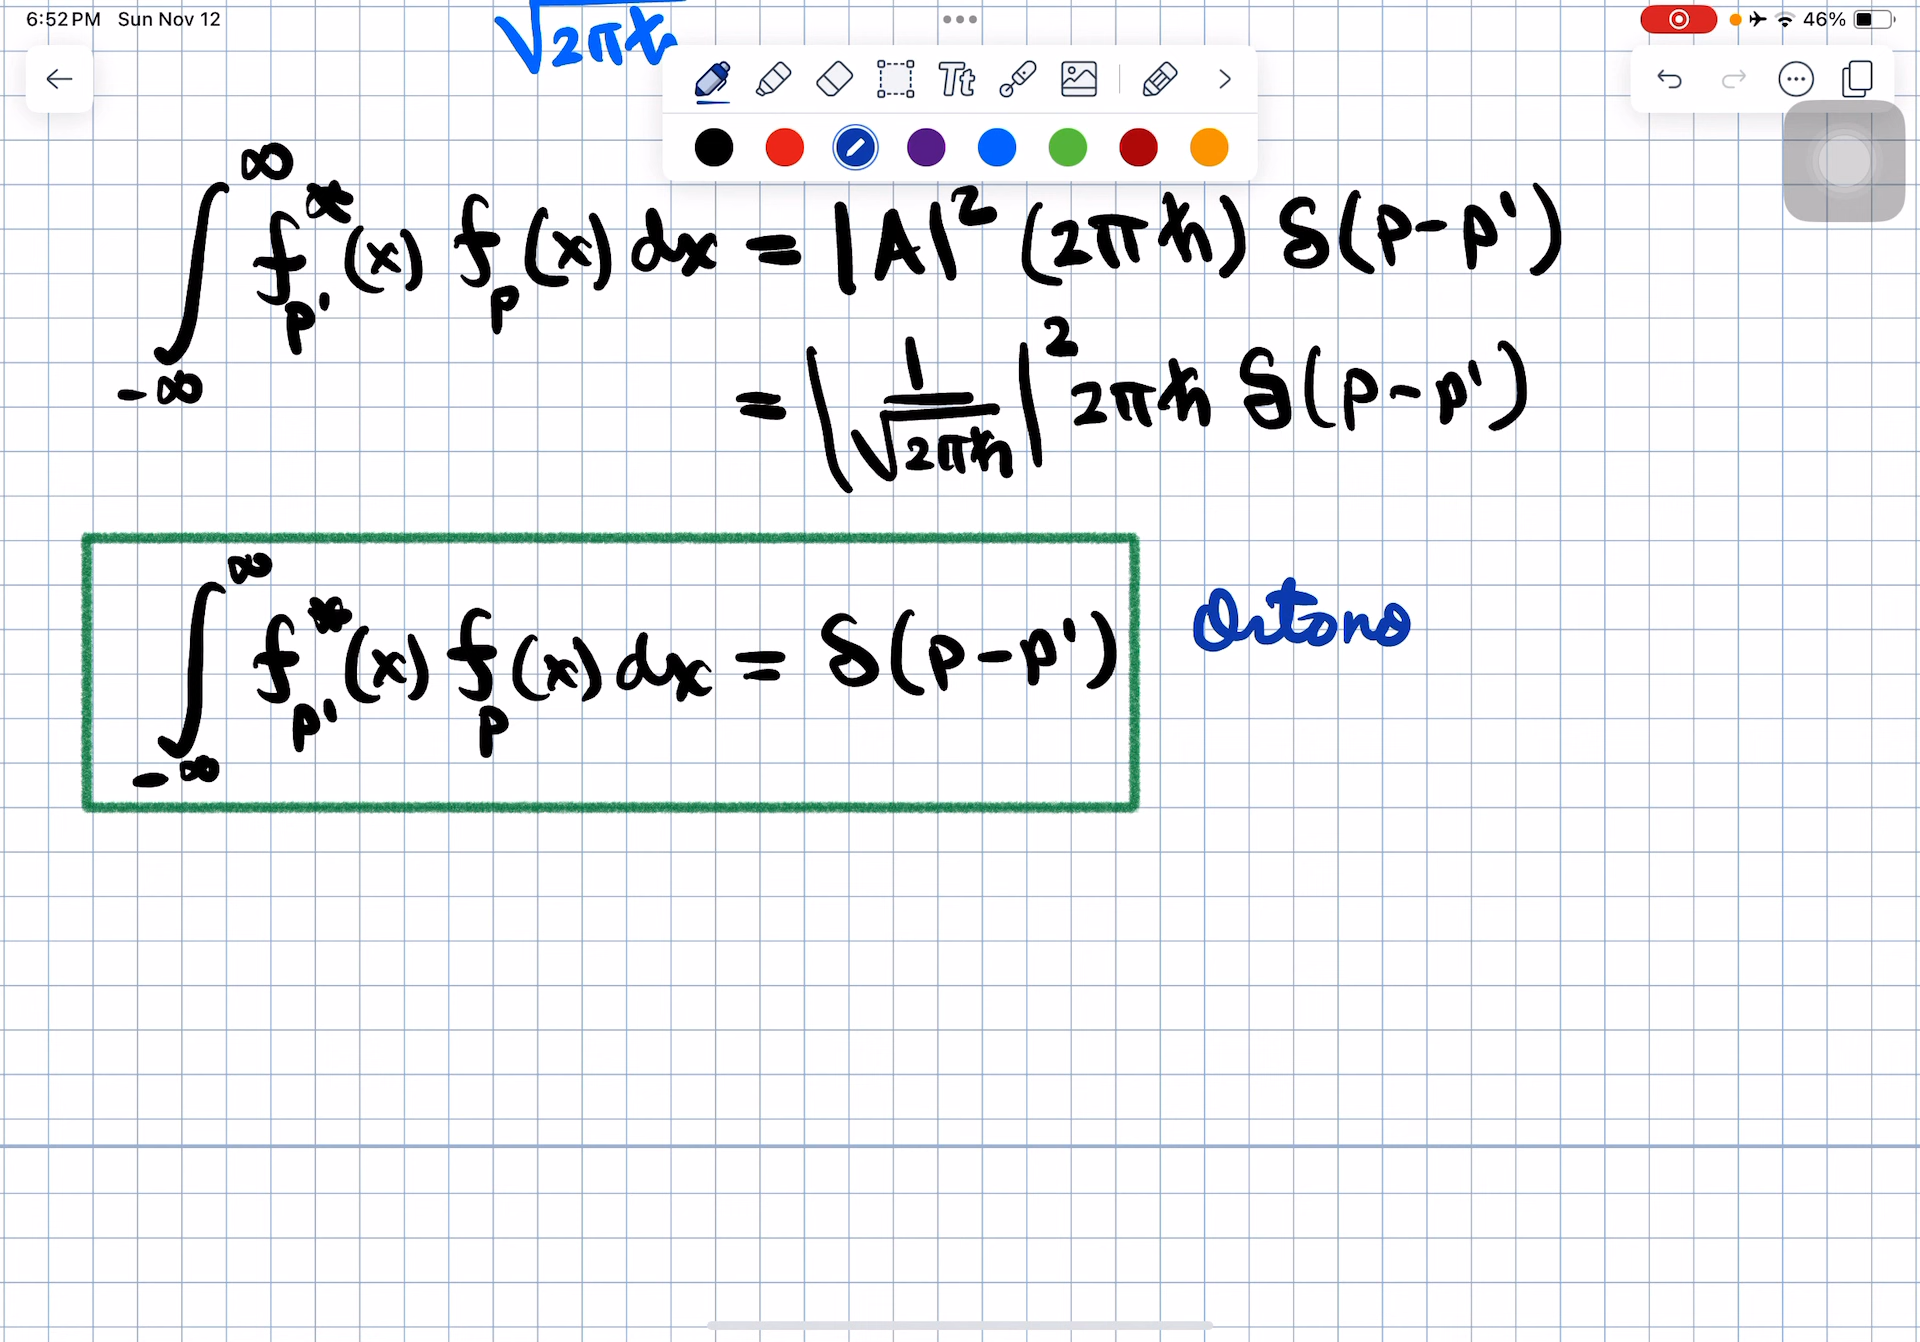 6:52 PM Sun Nov 12
46%
√2πħ
Tt
∫_{-∞}^{∞} f*_{p'}(x) f_p(x) dx = |A|² (2πħ) δ(p-p')
= |1/√2πħ|² 2πħ δ(p-p')
∫_{-∞}^{∞} f*_{p'}(x) f_p(x) dx = δ(p-p')
Ortono